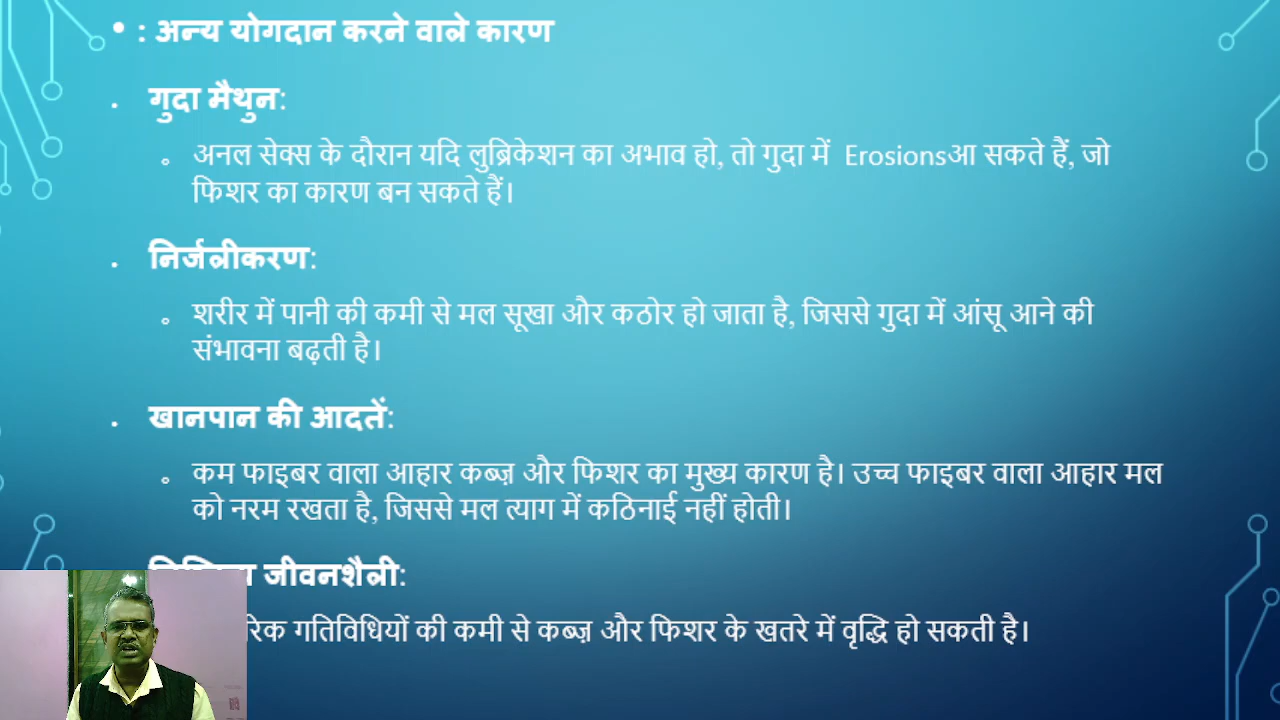 • : अन्य योगदान करने वाले कारण
. गुदा मैथुन:
अनल सेक्स के दौरान यदि लुब्रिकेशन का अभाव हो, तो गुदा में Erosionsआ सकते हैं, जो
फिशर का कारण बन सकते हैं।
. निर्जलीकरण:
शरीर में पानी की कमी से मल सूखा और कठोर हो जाता है, जिससे गुदा में आंसू आने की
संभावना बढ़ती है।
. खानपान की आदतें:
कम फाइबर वाला आहार कब्ज़ और फिशर का मुख्य कारण है। उच्च फाइबर वाला आहार मल
को नरम रखता है, जिससे मल त्याग में कठिनाई नहीं होती।
जीवनशैली:
गतिविधियों की कमी से कब्ज़ और फिशर के खतरे में वृद्धि हो सकती है।